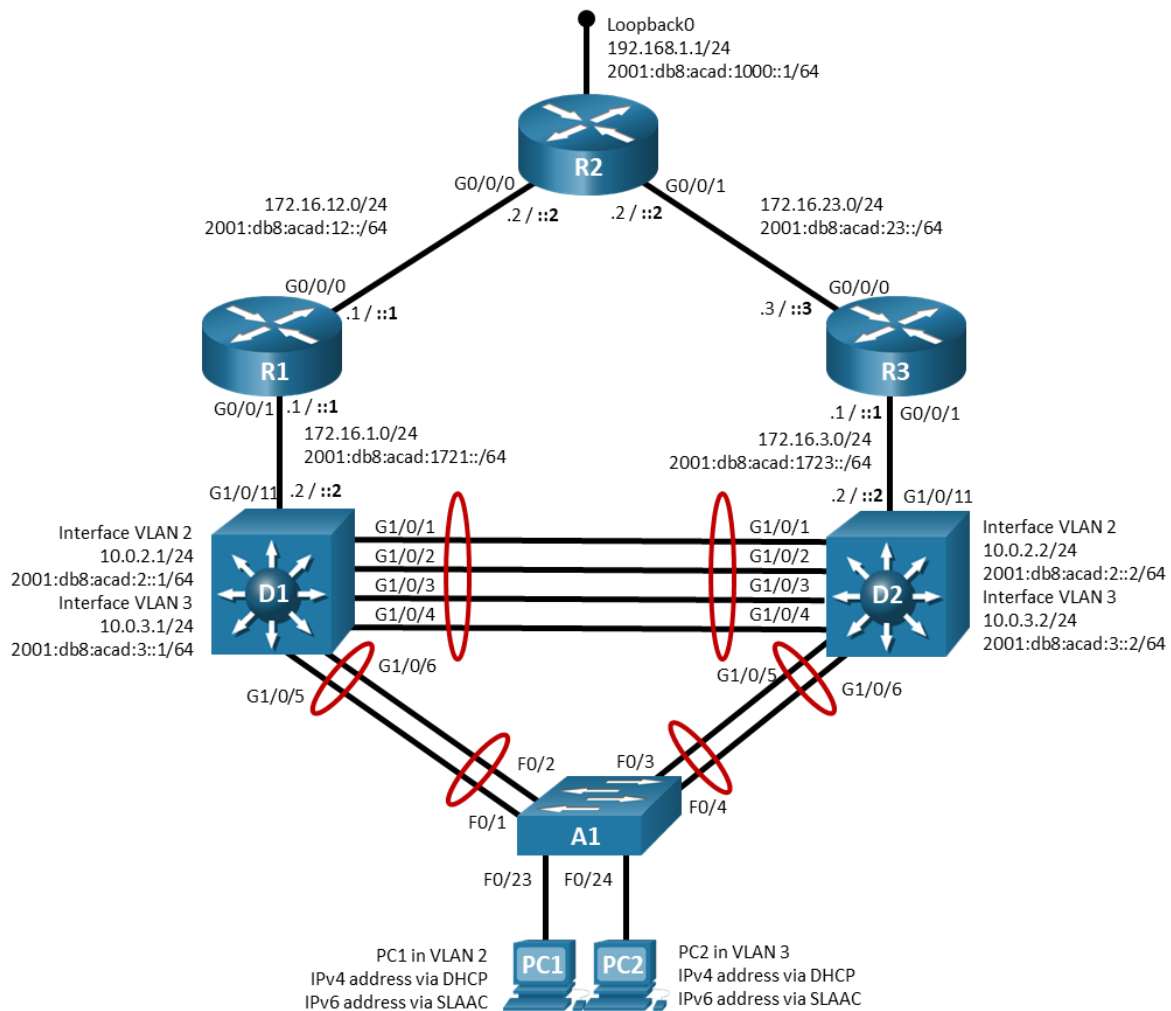 Loopback0
192.168.1.1/24
2001:db8:acad:1000::1/64
R2
G0/0/0
G0/0/1
172.16.12.0/24
2001:db8:acad:12::/64
.2 / ::2
.2 / ::2
172.16.23.0/24
2001:db8:acad:23::/64
G0/0/0
.1 / ::1
R1
G0/0/0
.3 / ::3
R3
G0/0/1
.1 / ::1
172.16.1.0/24
2001:db8:acad:1721::/64
G1/0/11
.2 / ::2
.1 / ::1
G0/0/1
172.16.3.0/24
2001:db8:acad:1723::/64
.2 / ::2
G1/0/11
Interface VLAN 2
10.0.2.1/24
2001:db8:acad:2::1/64
Interface VLAN 3
10.0.3.1/24
2001:db8:acad:3::1/64
D1
G1/0/1
G1/0/2
G1/0/3
G1/0/4
G1/0/1
G1/0/2
G1/0/3
G1/0/4
D2
Interface VLAN 2
10.0.2.2/24
2001:db8:acad:2::2/64
Interface VLAN 3
10.0.3.2/24
2001:db8:acad:3::2/64
G1/0/5
G1/0/6
G1/0/5
G1/0/6
F0/2
F0/1
F0/3
F0/4
A1
F0/23
F0/24
PC1 in VLAN 2
IPv4 address via DHCP
IPv6 address via SLAAC
PC1
PC2
PC2 in VLAN 3
IPv4 address via DHCP
IPv6 address via SLAAC